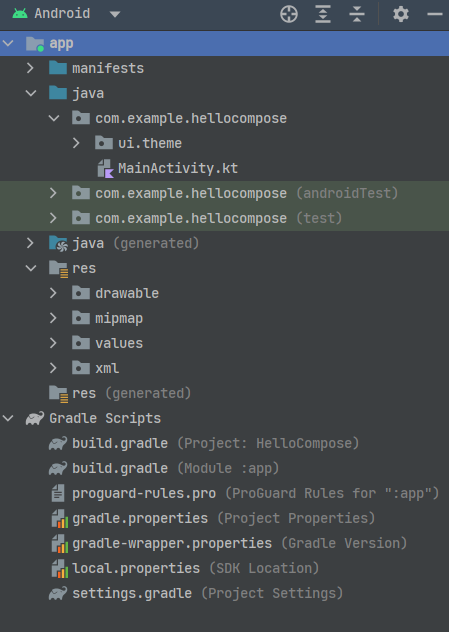 Android
app
manifests
java
com.example.hellocompose
ui.theme
MainActivity.kt
com.example.hellocompose (androidTest)
com.example.hellocompose (test)
java (generated)
res
drawable
mipmap
values
xml
res (generated)
Gradle Scripts
build.gradle (Project: HelloCompose)
build.gradle (Module :app)
proguard-rules.pro (ProGuard Rules for ":app")
gradle.properties (Project Properties)
gradle-wrapper.properties (Gradle Version)
local.properties (SDK Location)
settings.gradle (Project Settings)